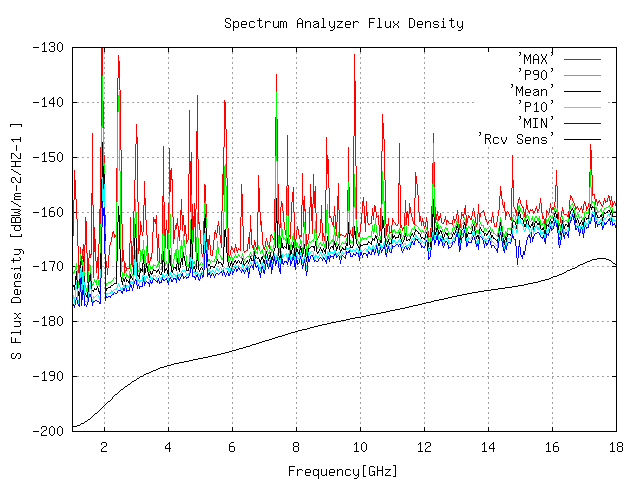 Spectrum Analyzer Flux Density
S Flux Density [dBW/m-2/HZ-1 ]
-130
-140
-150
-160
-170
-180
-190
-200
'MAX'
'P90'
'Mean'
'P10'
'MIN'
'Rcv Sens'
2 4 6 8 10 12 14 16 18
Frequency[GHz]